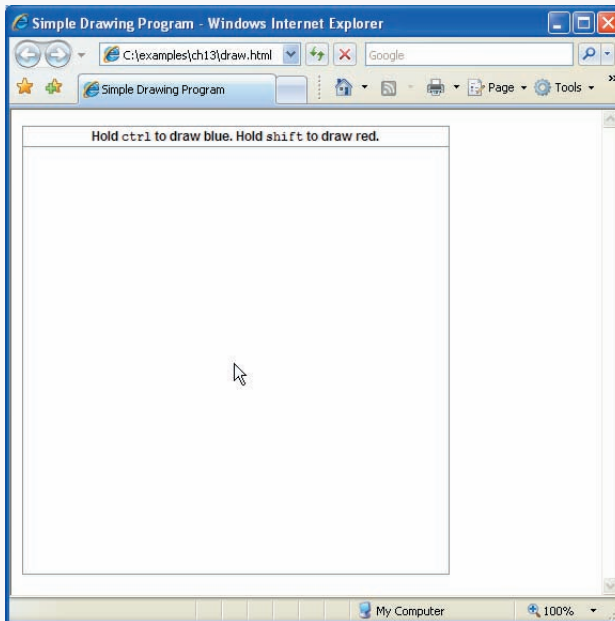 Simple Drawing Program - Windows Internet Explorer
C:\examples\ch13\draw.html
Google
Simple Drawing Program
Page
Tools
Hold ctrl to draw blue. Hold shift to draw red.
My Computer
100%